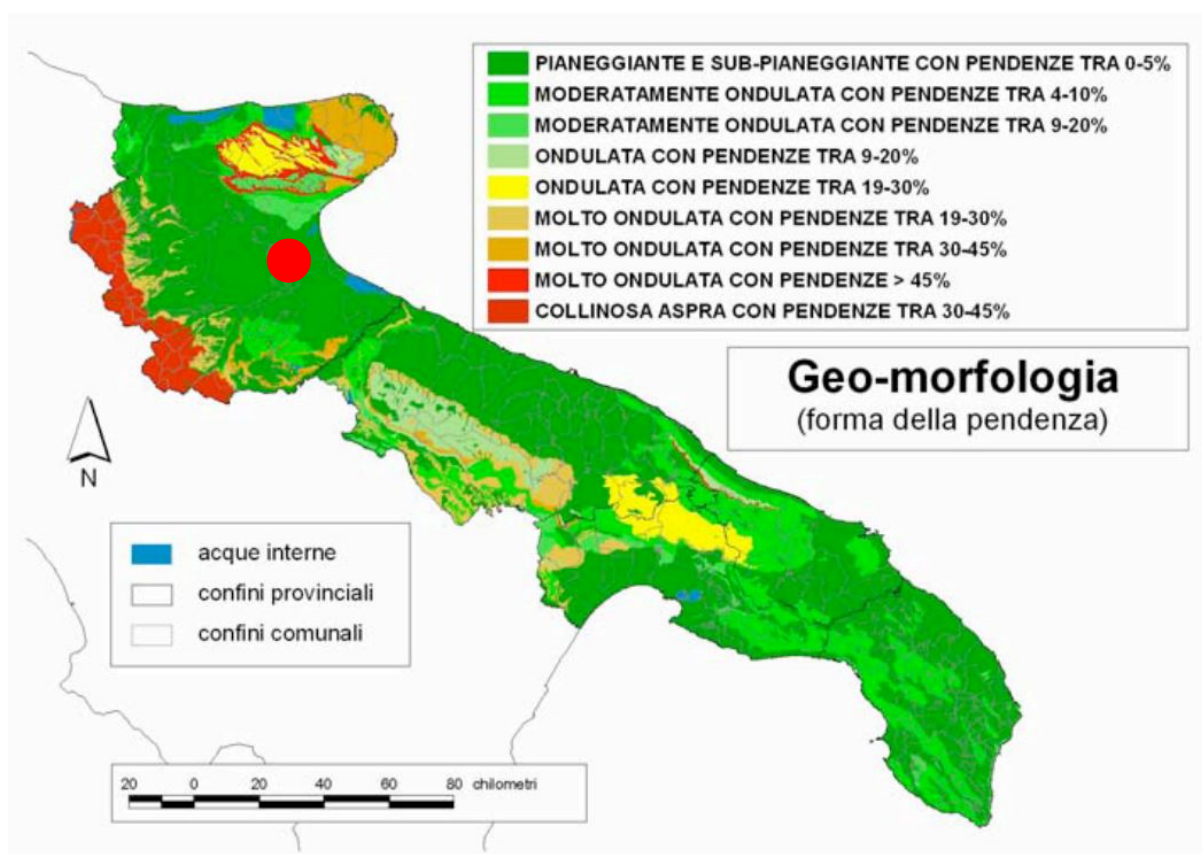 PIANEGGIANTE E SUB-PIANEGGIANTE CON PENDENZE TRA 0-5%
MODERATAMENTE ONDULATA CON PENDENZE TRA 4-10%
MODERATAMENTE ONDULATA CON PENDENZE TRA 9-20%
ONDULATA CON PENDENZE TRA 9-20%
ONDULATA CON PENDENZE TRA 19-30%
MOLTO ONDULATA CON PENDENZE TRA 19-30%
MOLTO ONDULATA CON PENDENZE TRA 30-45%
MOLTO ONDULATA CON PENDENZE > 45%
COLLINOSA ASPRA CON PENDENZE TRA 30-45%
Geo-morfologia
(forma della pendenza)
N
acque interne
confini provinciali
confini comunali
20 0 20 40 60 80 chilometri